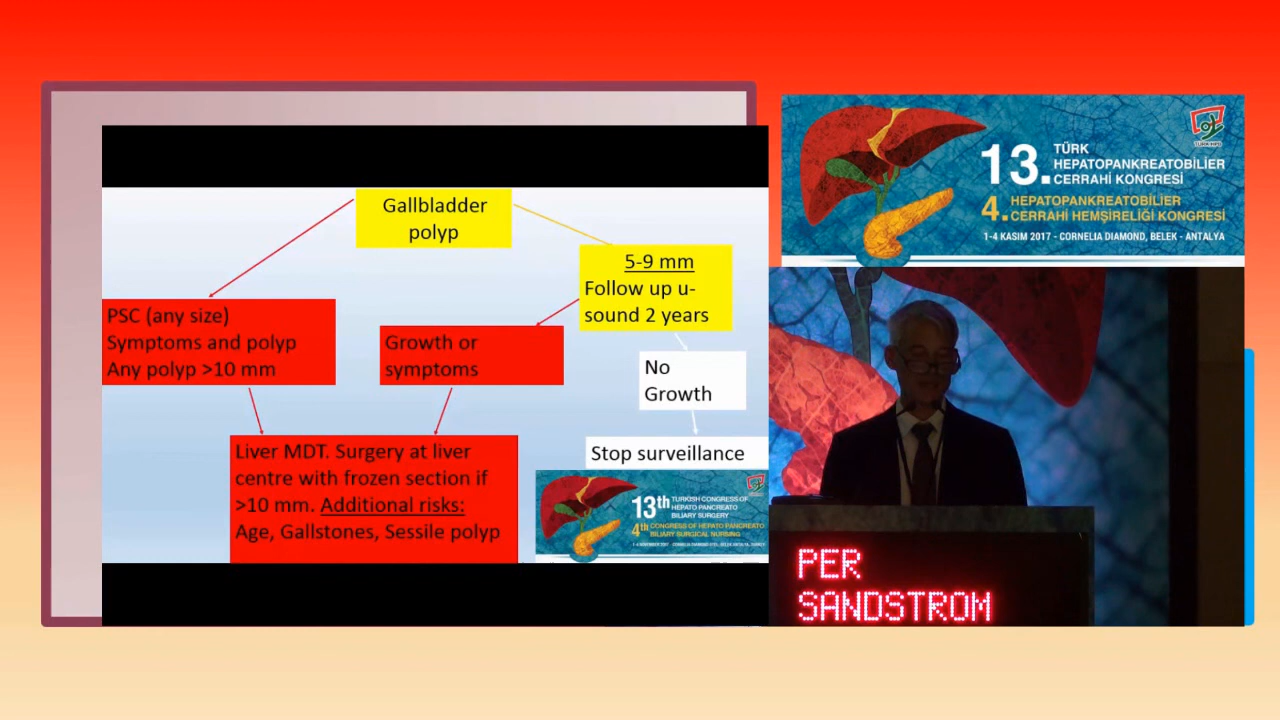 Gallbladder
polyp
5-9 mm
Follow up u-
sound 2 years
PSC (any size)
Symptoms and polyp
Any polyp >10 mm
Growth or
symptoms
No
Growth
Liver MDT. Surgery at liver
centre with frozen section if
>10 mm. Additional risks:
Age, Gallstones, Sessile polyp
Stop surveillance
13th TURKISH CONGRESS OF
HEPATO PANCREATO
BILIARY SURGERY
4th CONGRESS OF HEPATO PANCREATO
BILIARY SURGICAL NURSING
13. TÜRK
HEPATOPANKREATOBİLİER
CERRAHİ KONGRESİ
4. HEPATOPANKREATOBİLİER
CERRAHİ HEMŞİRELİĞİ KONGRESİ
1-4 KASIM 2017 - CORNELIA DIAMOND, BELEK - ANTALYA
PER
SANDSTROM